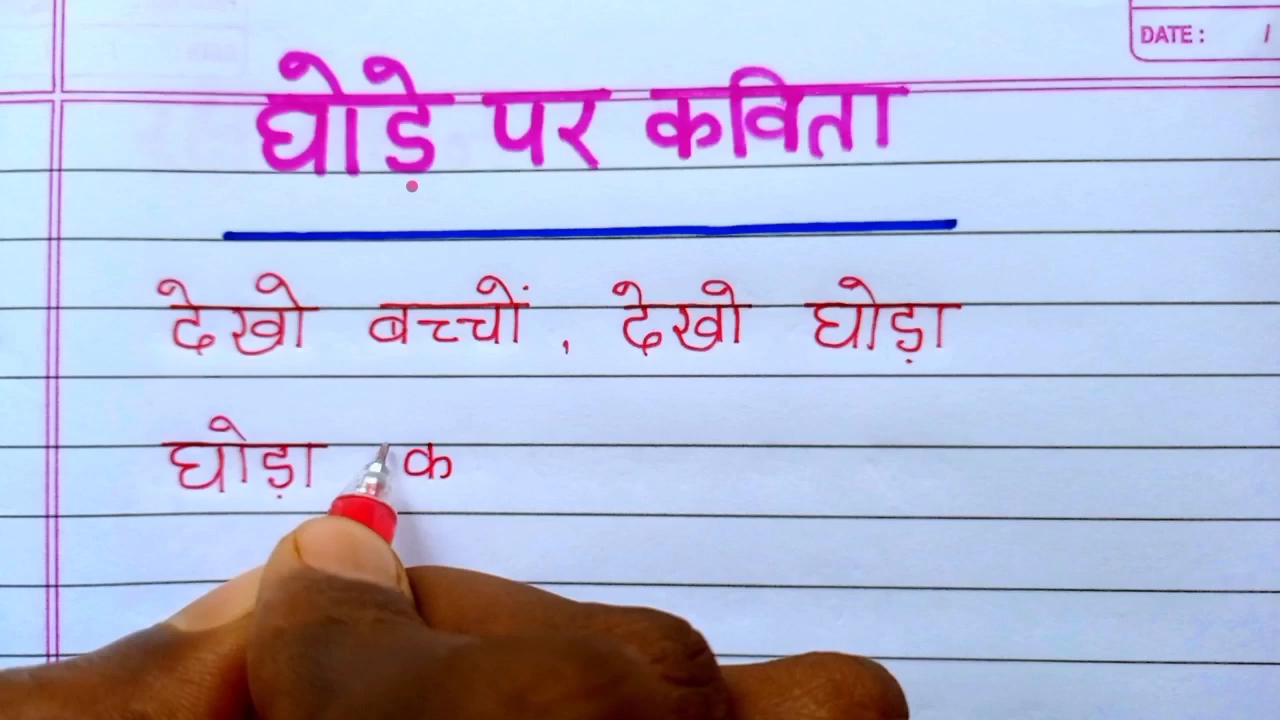 DATE : /
घोड़े पर कविता
देखो बच्चों , देखो घोड़ा
घोड़ा क